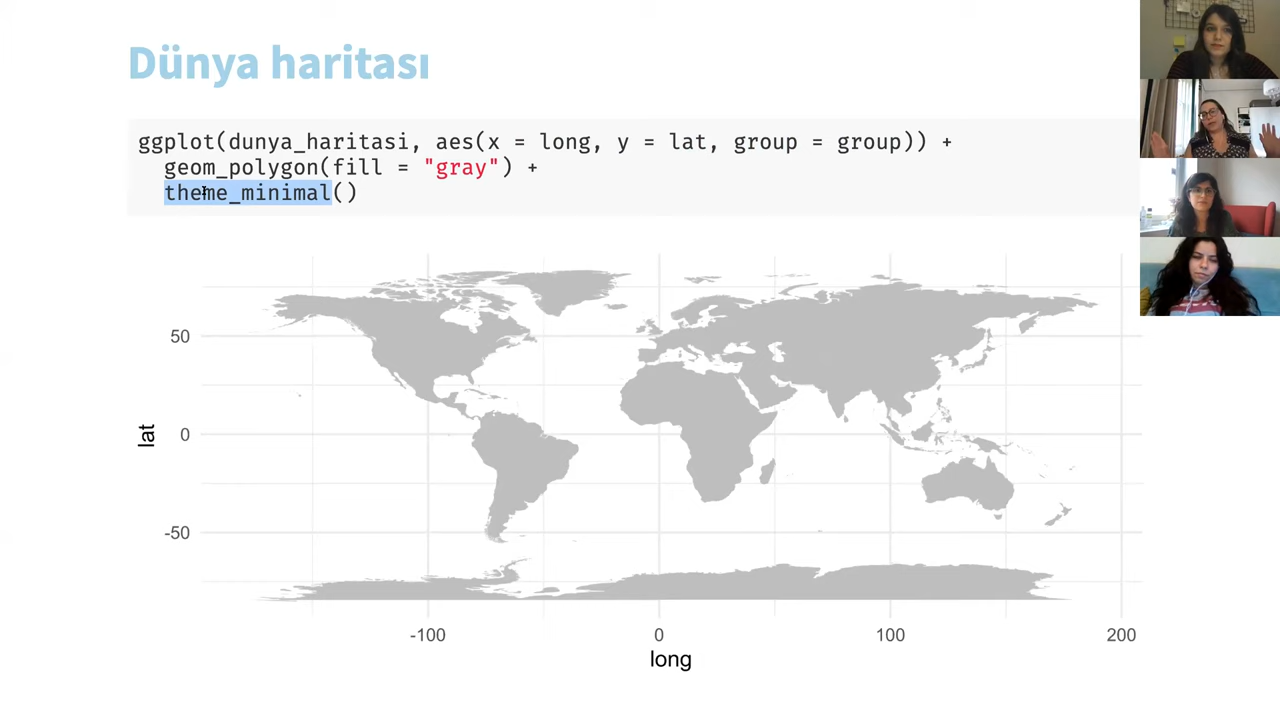 Dünya haritası
ggplot(dunya_haritasi, aes(x = long, y = lat, group = group)) +
geom_polygon(fill = "gray") +
theme_minimal()
50
0
-50
lat
-100
0
100
200
long